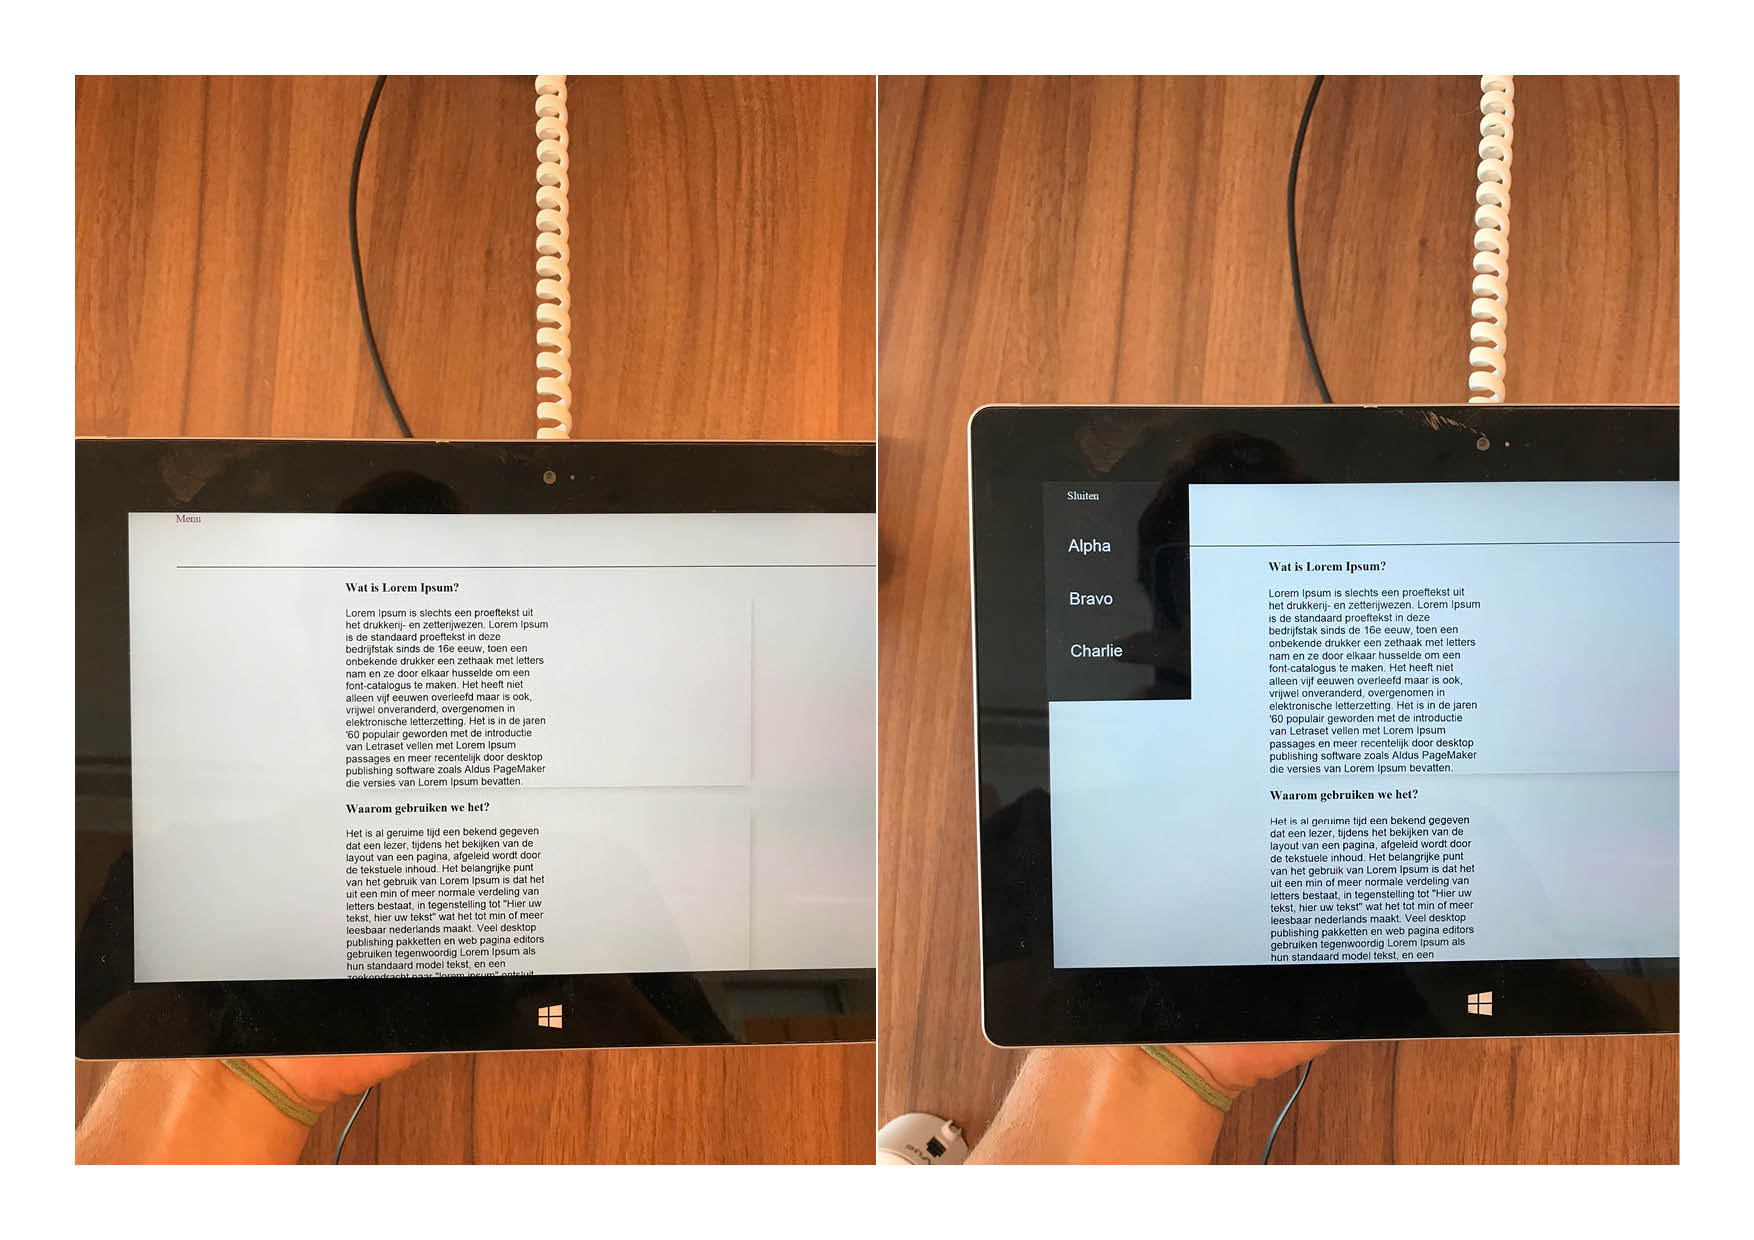 Menu
Wat is Lorem Ipsum?
Lorem Ipsum is slechts een proeftekst uit
het drukkerij- en zetterijwezen. Lorem Ipsum
is de standaard proeftekst in deze
bedrijfstak sinds de 16e eeuw, toen een
onbekende drukker een zethaak met letters
nam en ze door elkaar husselde om een
font-catalogus te maken. Het heeft niet
alleen vijf eeuwen overleefd maar is ook,
vrijwel onveranderd, overgenomen in
elektronische letterzetting. Het is in de jaren
'60 populair geworden met de introductie
van Letraset vellen met Lorem Ipsum
passages en meer recentelijk door desktop
publishing software zoals Aldus PageMaker
die versies van Lorem Ipsum bevatten.
Waarom gebruiken we het?
Het is al geruime tijd een bekend gegeven
dat een lezer, tijdens het bekijken van de
layout van een pagina, afgeleid wordt door
de tekstuele inhoud. Het belangrijke punt
van het gebruik van Lorem Ipsum is dat het
uit een min of meer normale verdeling van
letters bestaat, in tegenstelling tot "Hier uw
tekst, hier uw tekst" wat het tot min of meer
leesbaar nederlands maakt. Veel desktop
publishing pakketten en web pagina editors
gebruiken tegenwoordig Lorem Ipsum als
hun standaard model tekst, en een
zoekopdracht naar "lorem ipsum" ontsluit
Sluiten
Alpha
Bravo
Charlie
Wat is Lorem Ipsum?
Lorem Ipsum is slechts een proeftekst uit
het drukkerij- en zetterijwezen. Lorem Ipsum
is de standaard proeftekst in deze
bedrijfstak sinds de 16e eeuw, toen een
onbekende drukker een zethaak met letters
nam en ze door elkaar husselde om een
font-catalogus te maken. Het heeft niet
alleen vijf eeuwen overleefd maar is ook,
vrijwel onveranderd, overgenomen in
elektronische letterzetting. Het is in de jaren
'60 populair geworden met de introductie
van Letraset vellen met Lorem Ipsum
passages en meer recentelijk door desktop
publishing software zoals Aldus PageMaker
die versies van Lorem Ipsum bevatten.
Waarom gebruiken we het?
Het is al geruime tijd een bekend gegeven
dat een lezer, tijdens het bekijken van de
layout van een pagina, afgeleid wordt door
de tekstuele inhoud. Het belangrijke punt
van het gebruik van Lorem Ipsum is dat het
uit een min of meer normale verdeling van
letters bestaat, in tegenstelling tot "Hier uw
tekst, hier uw tekst" wat het tot min of meer
leesbaar nederlands maakt. Veel desktop
publishing pakketten en web pagina editors
gebruiken tegenwoordig Lorem Ipsum als
hun standaard model tekst, en een